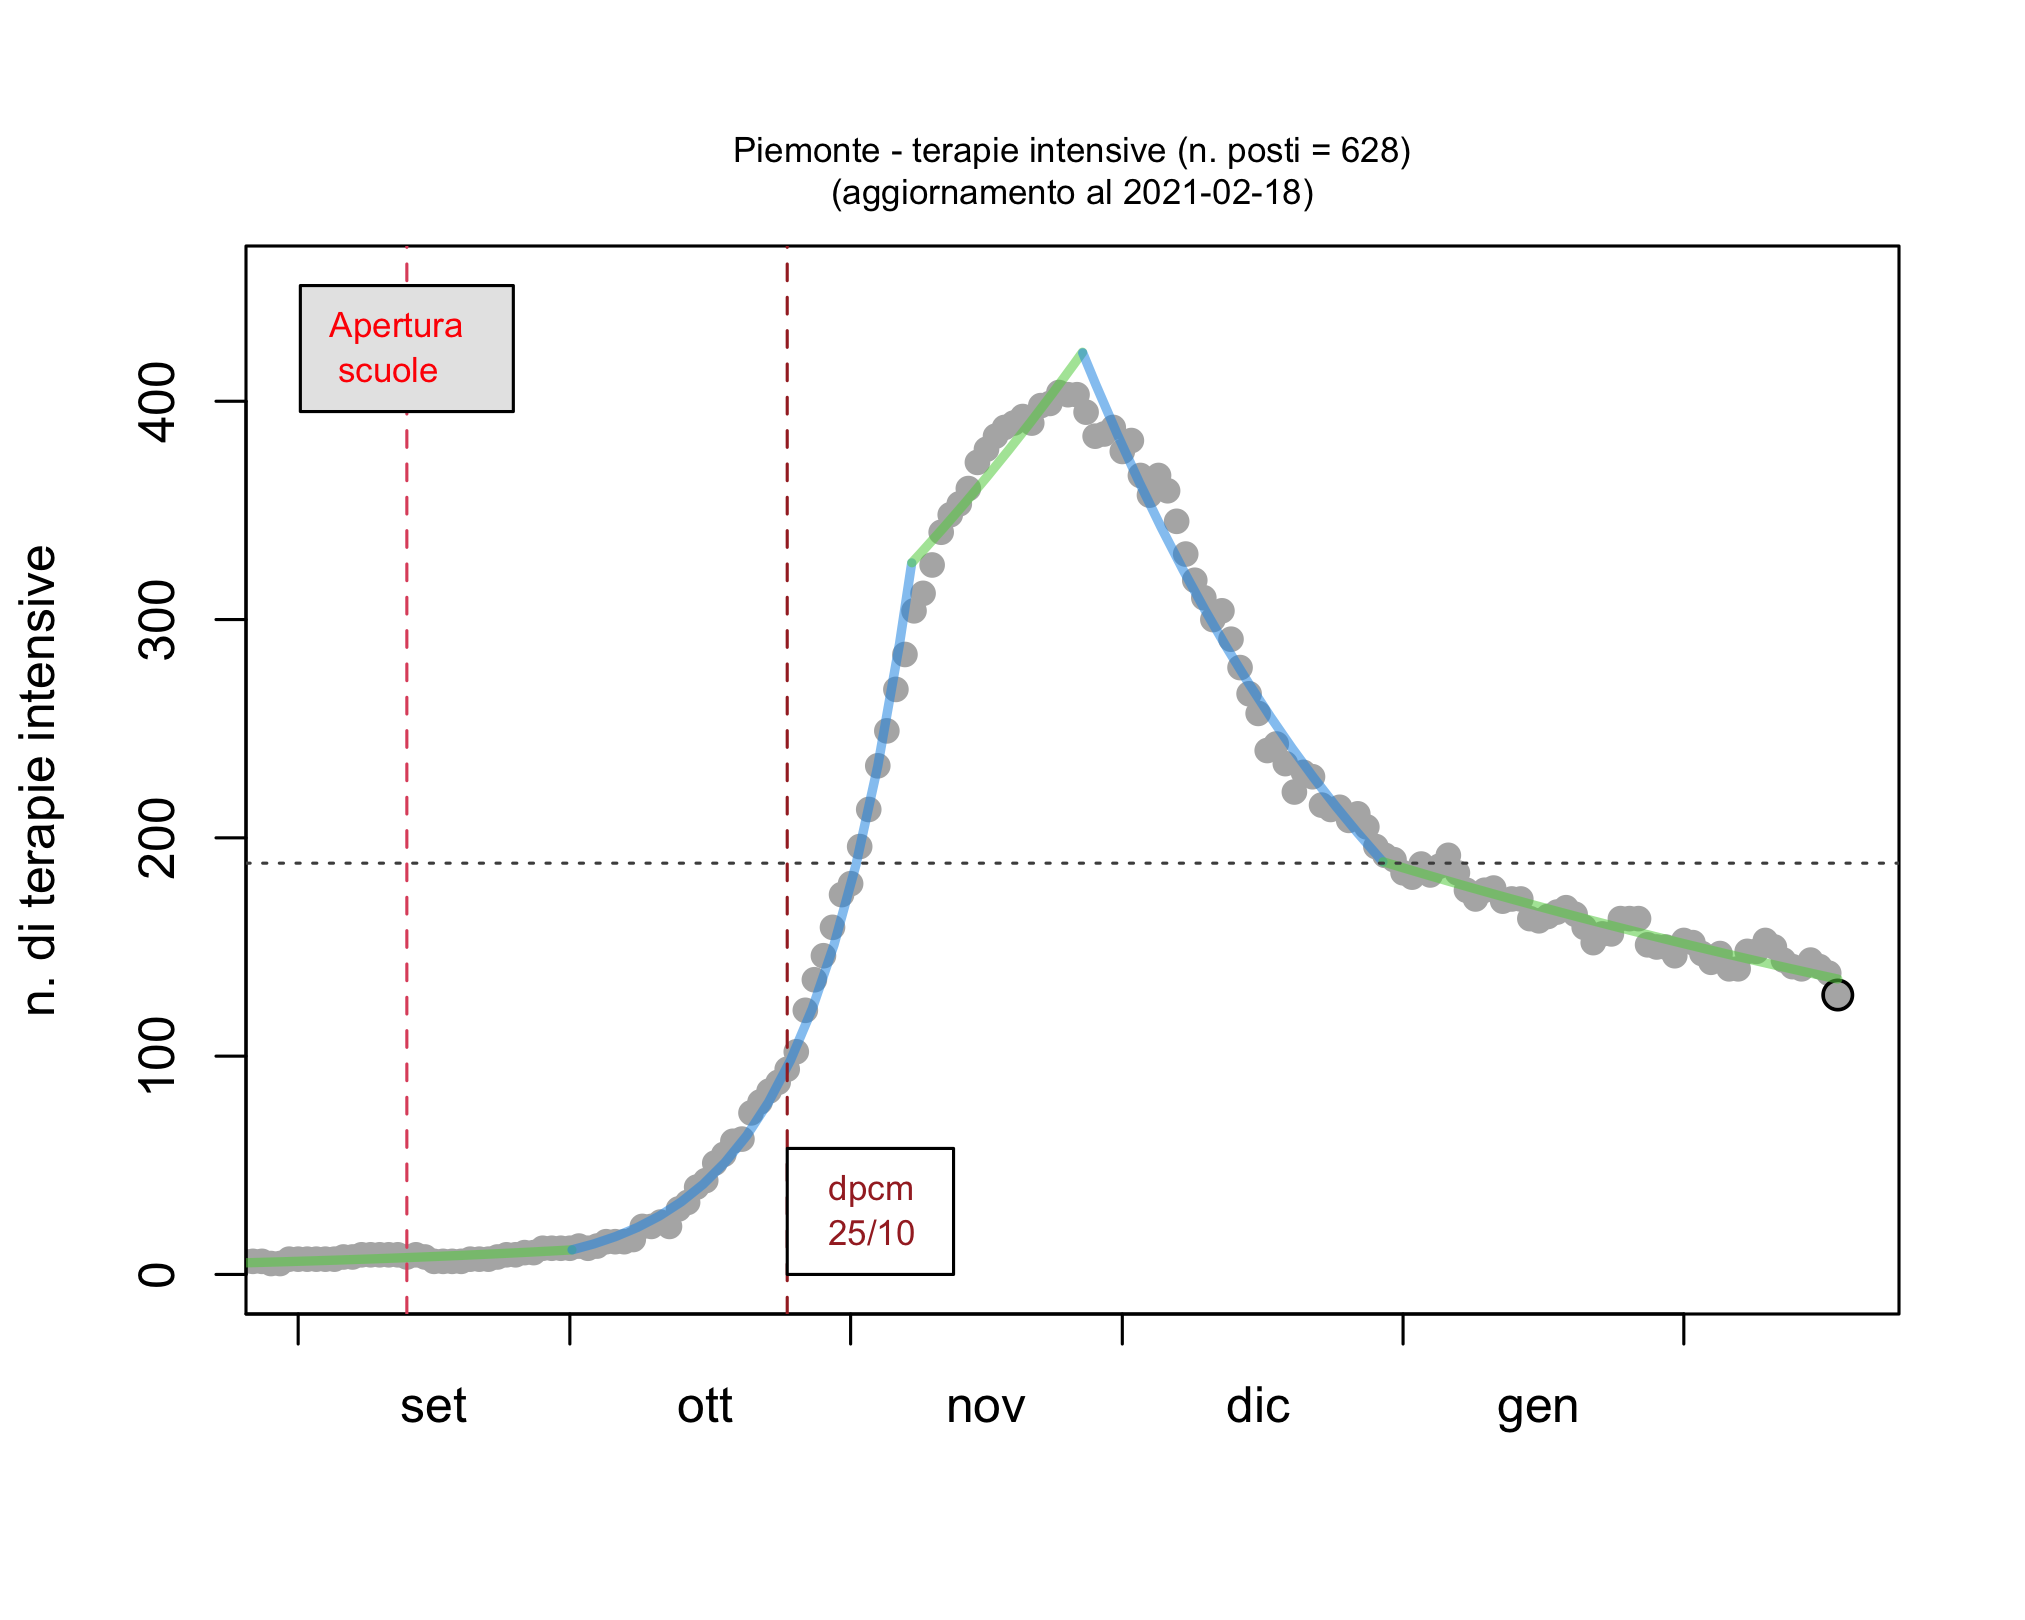 Piemonte - terapie intensive (n. posti = 628)
(aggiornamento al 2021-02-18)
Apertura
scuole
n. di terapie intensive
400
300
200
100
0
dpcm
25/10
set
ott
nov
dic
gen